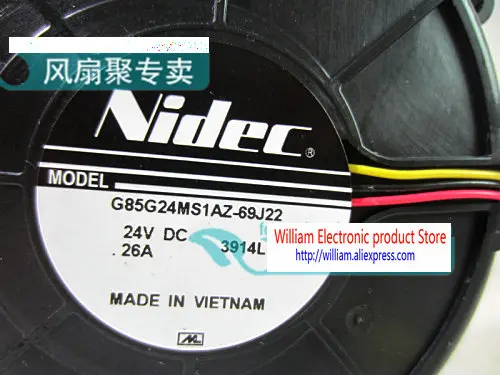 风扇聚专卖
Nidec®
MODEL
G85G24MS1AZ-69J22
24V DC
.26A 3914L
William Electronic product Store
http://william.aliexpress.com
MADE IN VIETNAM